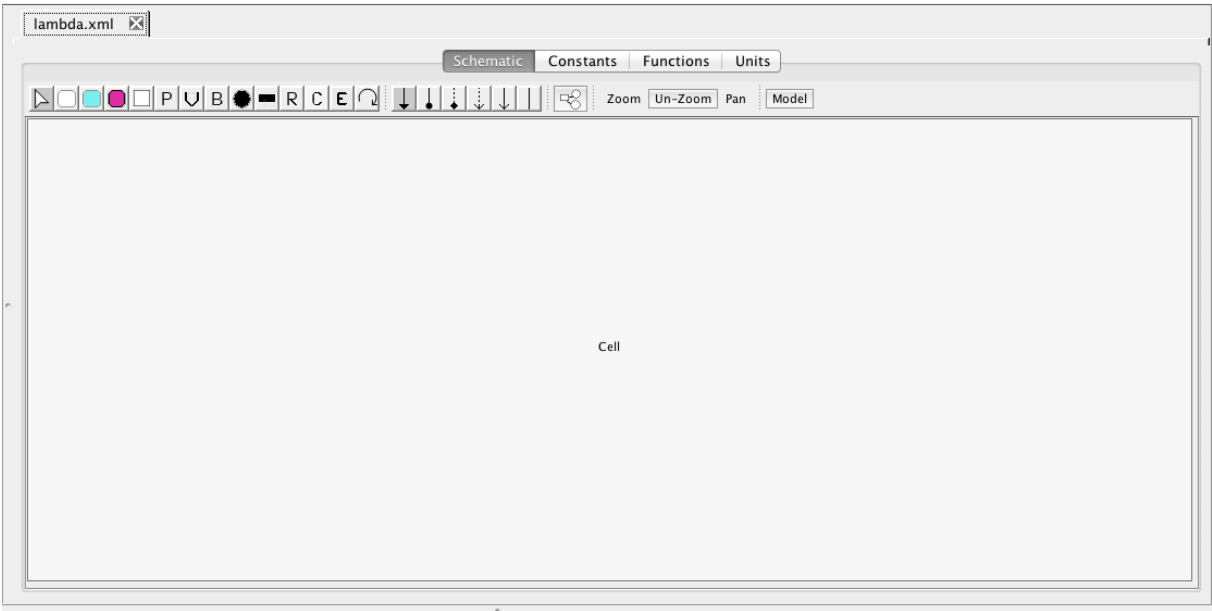 lambda.xml
Schematic Constants Functions Units
P V B R C E Zoom Un-Zoom Pan Model
Cell